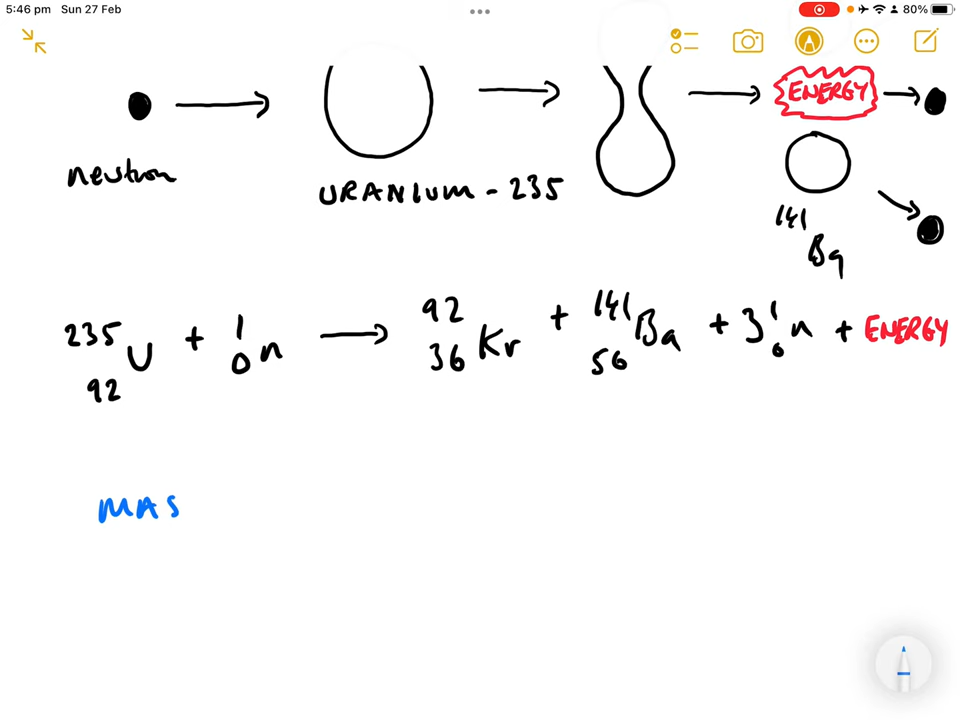 5:46 pm Sun 27 Feb
80%
ENERGY
neutron
URANIUM - 235
141
Ba
235
92 U + 1
0 n → 92
36 Kr + 141
56 Ba + 3 1
0 n + ENERGY
MAS